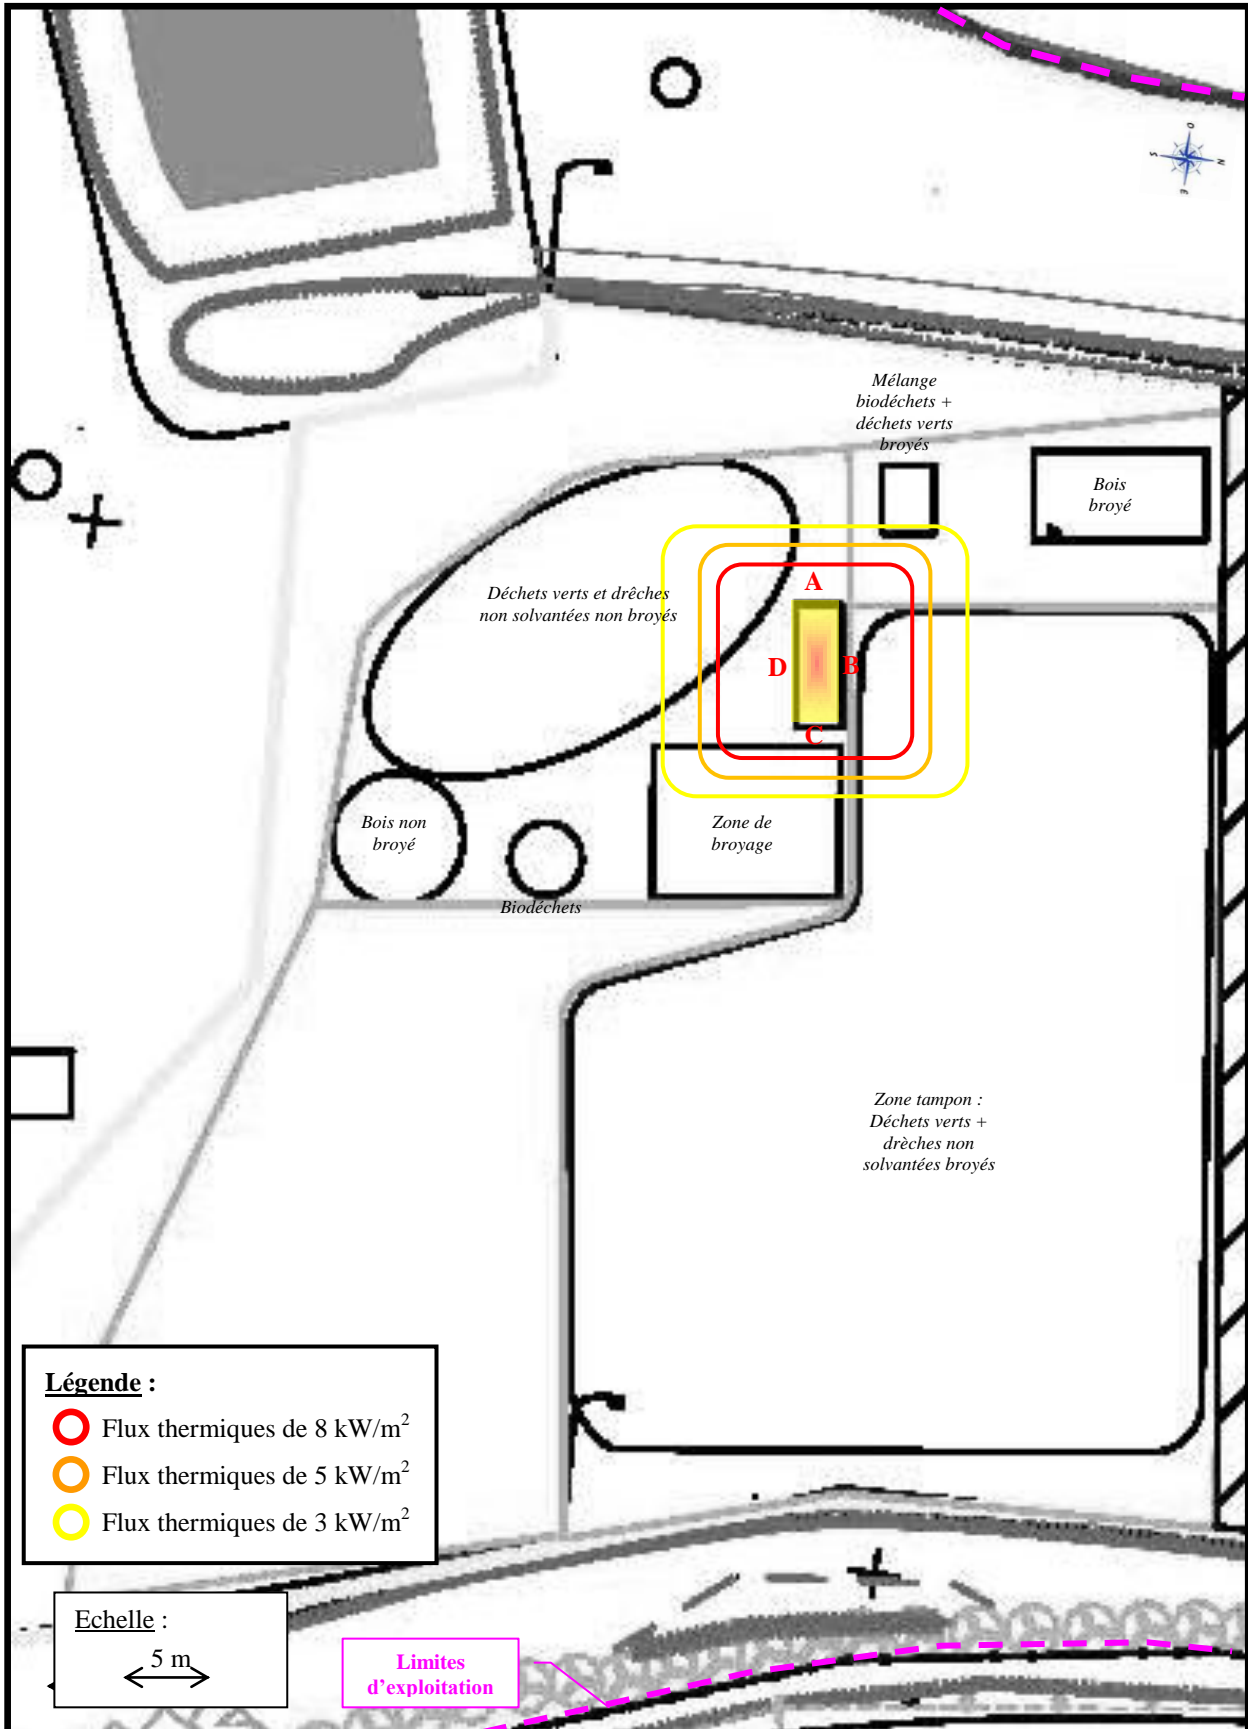 O
S
N
E
Mélange
biodéchets +
déchets verts
broyés
Bois
broyé
Déchets verts et drêches
non solvantées non broyés
A
D
B
C
Bois non
broyé
Zone de
broyage
Biodéchets
Zone tampon :
Déchets verts +
drèches non
solvantées broyés
Légende :
Flux thermiques de 8 kW/m²
Flux thermiques de 5 kW/m²
Flux thermiques de 3 kW/m²
Echelle :
5 m
Limites
d'exploitation